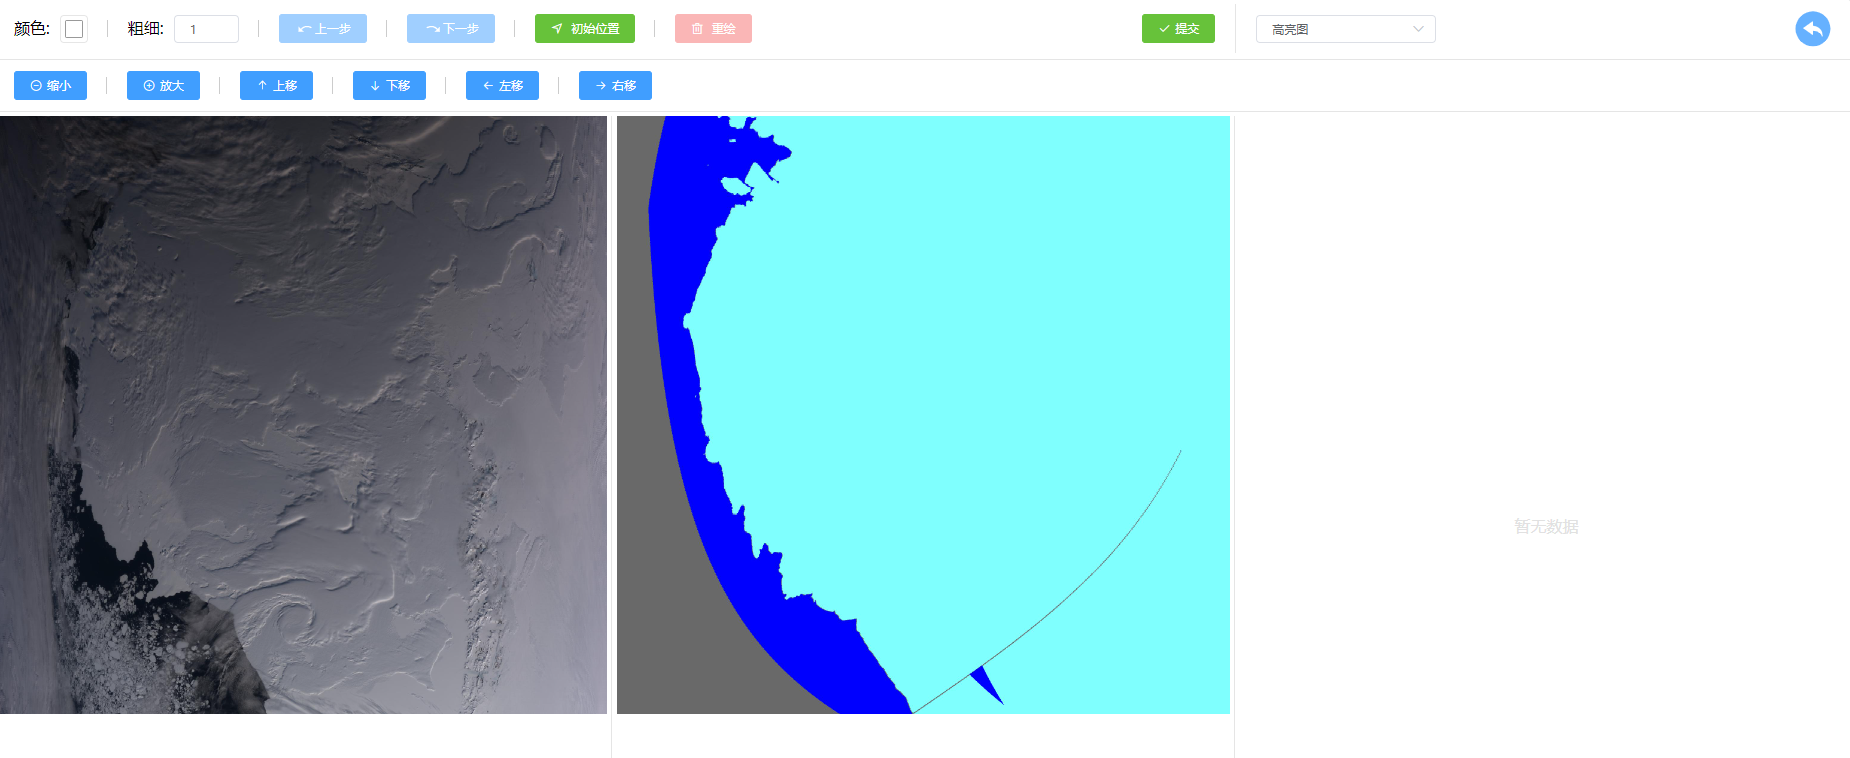 颜色: 粗细: 1 上一步 下一步 初始位置 重绘 提交 高亮图
缩小 放大 上移 下移 左移 右移
暂无数据